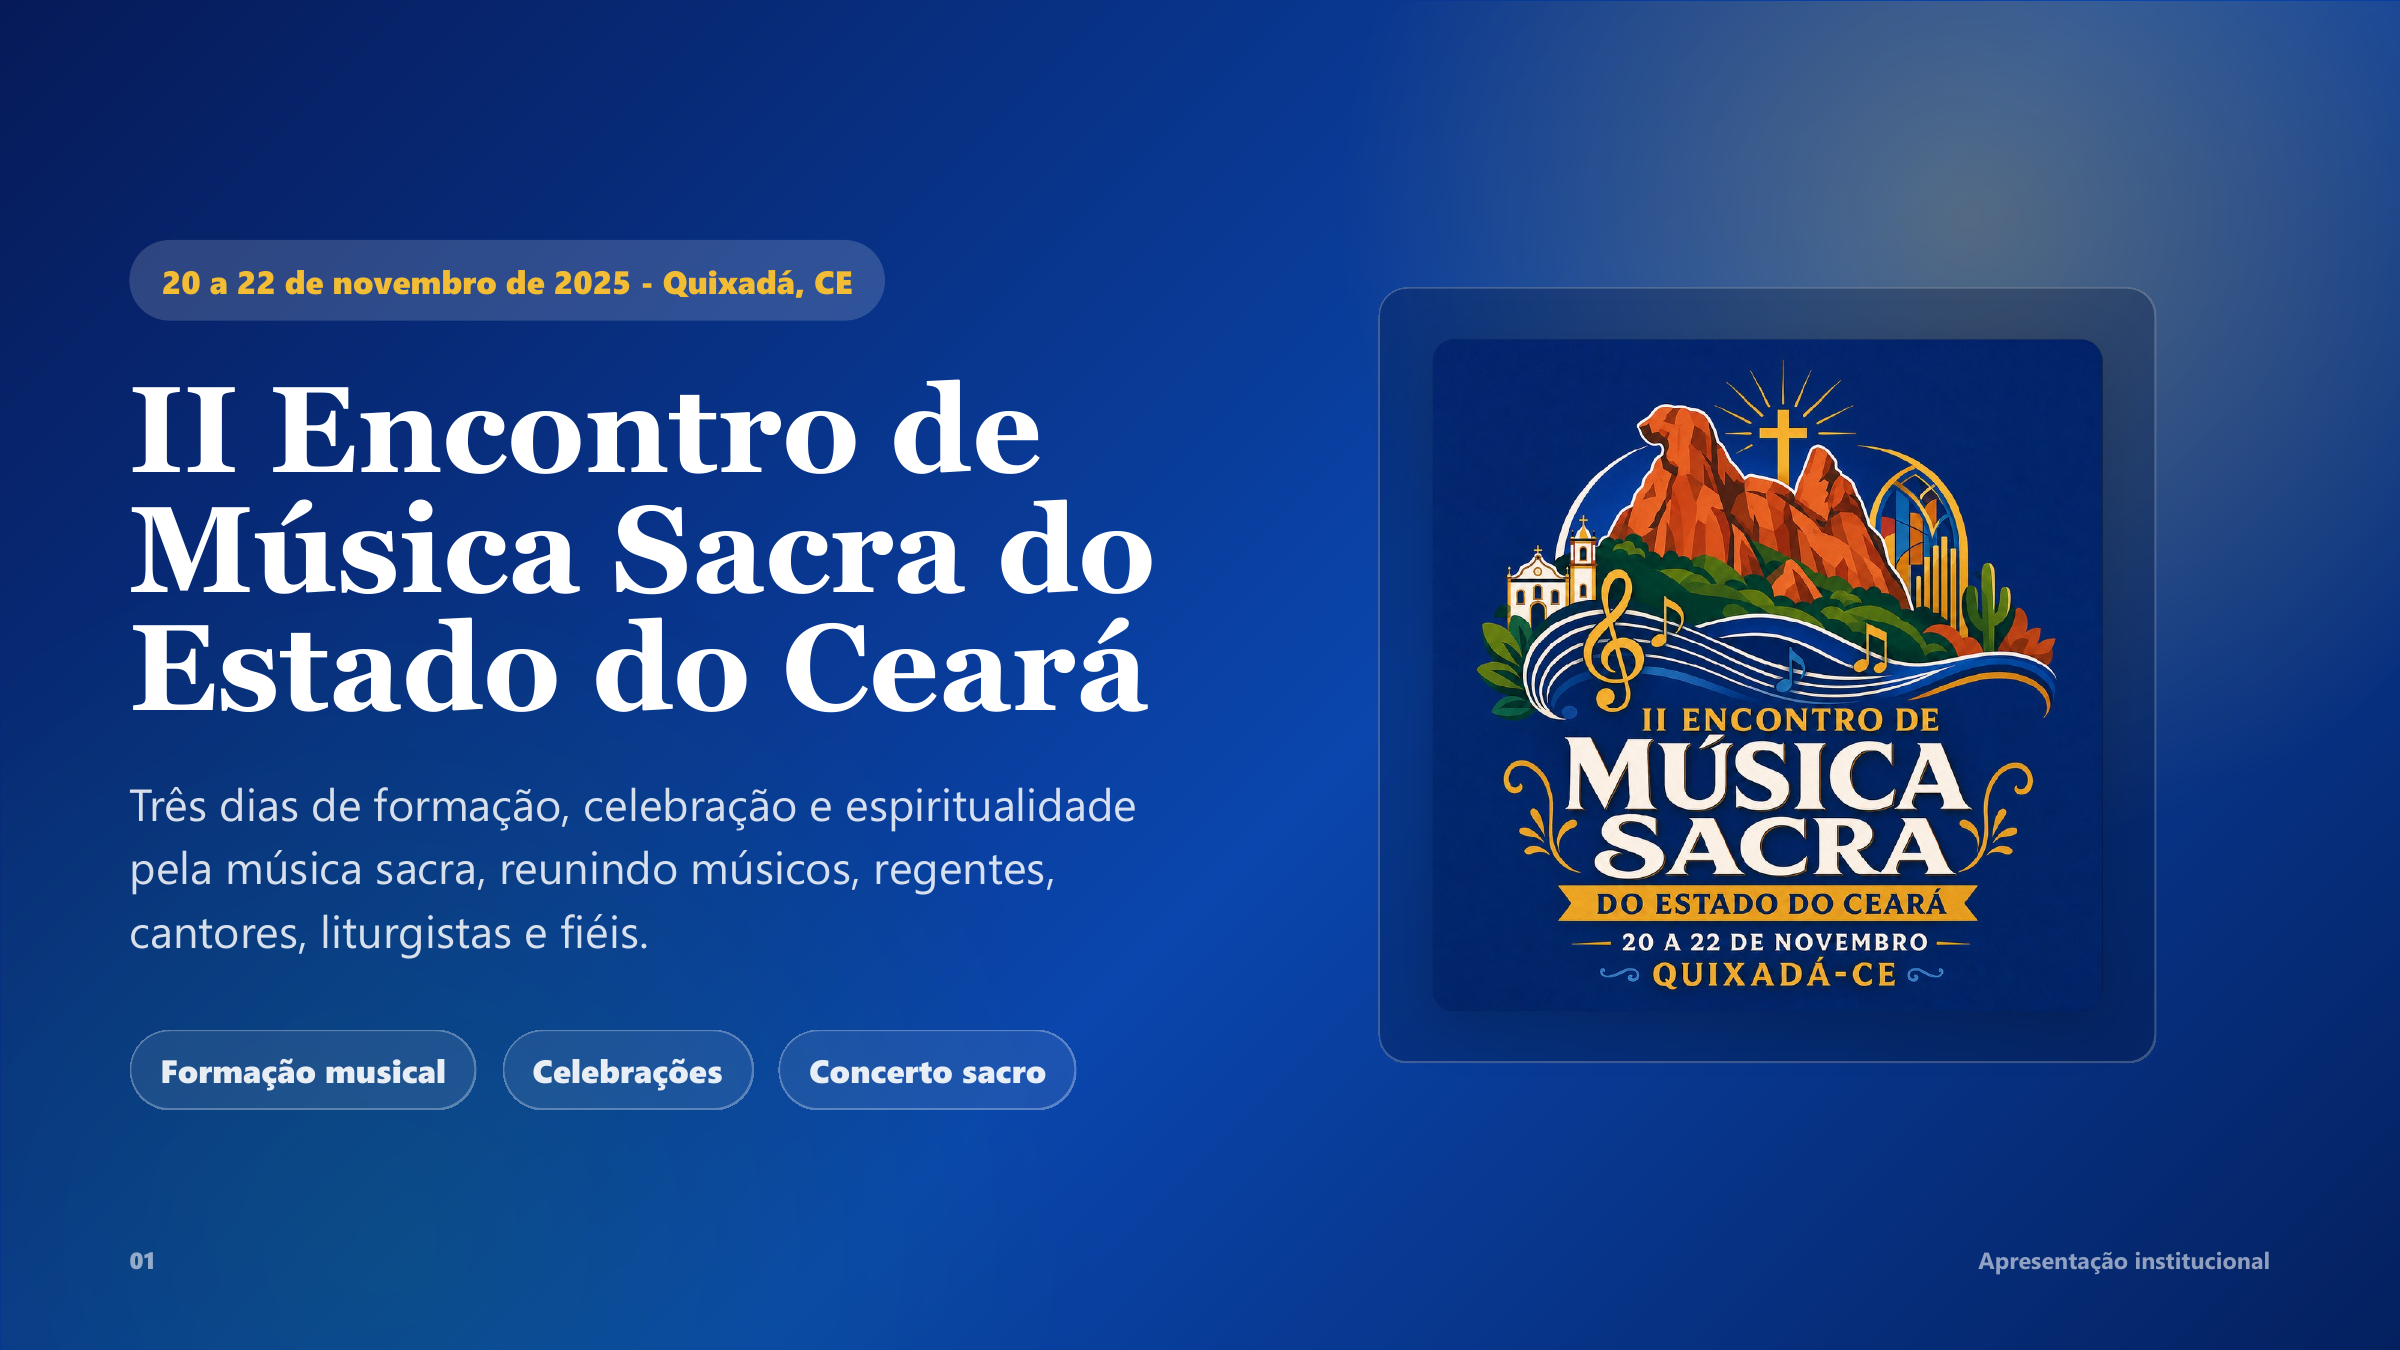 20 a 22 de novembro de 2025 - Quixadá, CE
II Encontro de
Música Sacra do
Estado do Ceará
Três dias de formação, celebração e espiritualidade
pela música sacra, reunindo músicos, regentes,
cantores, liturgistas e fiéis.
Formação musical
Celebrações
Concerto sacro
II ENCONTRO DE
MÚSICA
SACRA
DO ESTADO DO CEARÁ
20 A 22 DE NOVEMBRO
QUIXADÁ-CE
01
Apresentação institucional